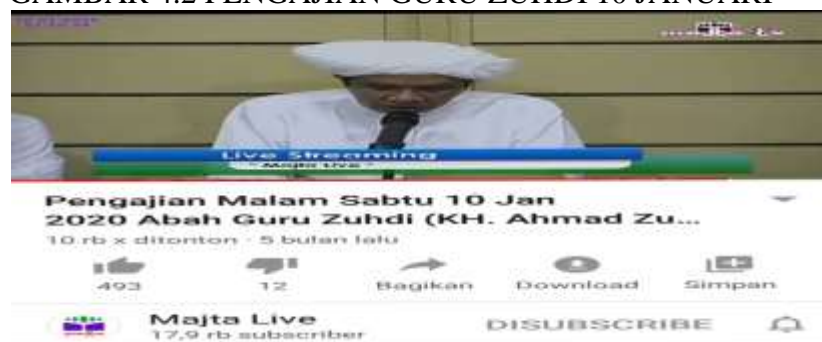 GAMBAR 4.2 PENGAJIAN GURU ZUHDI 10 JANUARI
Live Streaming
Majta Live
Pengajian Malam Sabtu 10 Jan
2020 Abah Guru Zuhdi (KH. Ahmad Zu...
10 rb x ditonton · 5 bulan lalu
493 12 Bagikan Download Simpan
Majta Live DISUBSCRIBE
17,9 rb subscriber